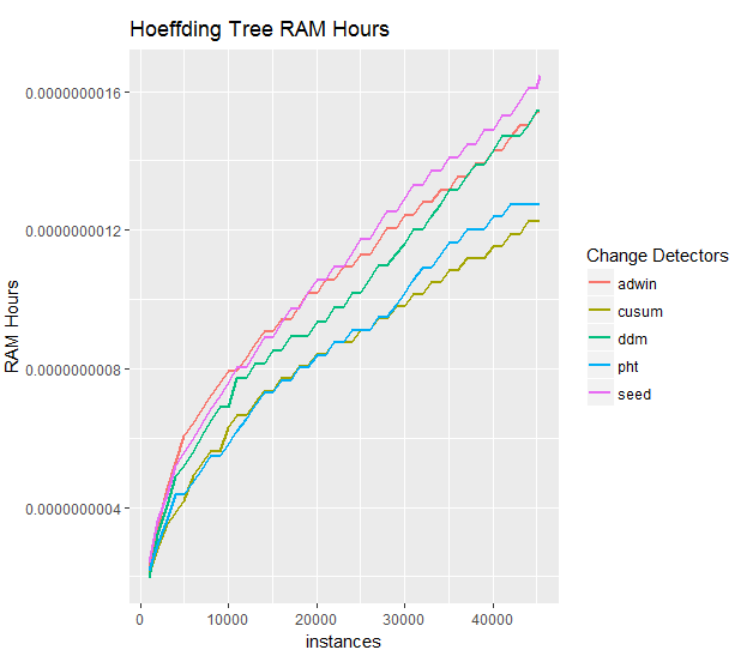 Hoeffding Tree RAM Hours
RAM Hours
0.0000000016
0.0000000012
0.0000000008
0.0000000004
0
10000
20000
30000
40000
instances
Change Detectors
adwin
cusum
ddm
pht
seed